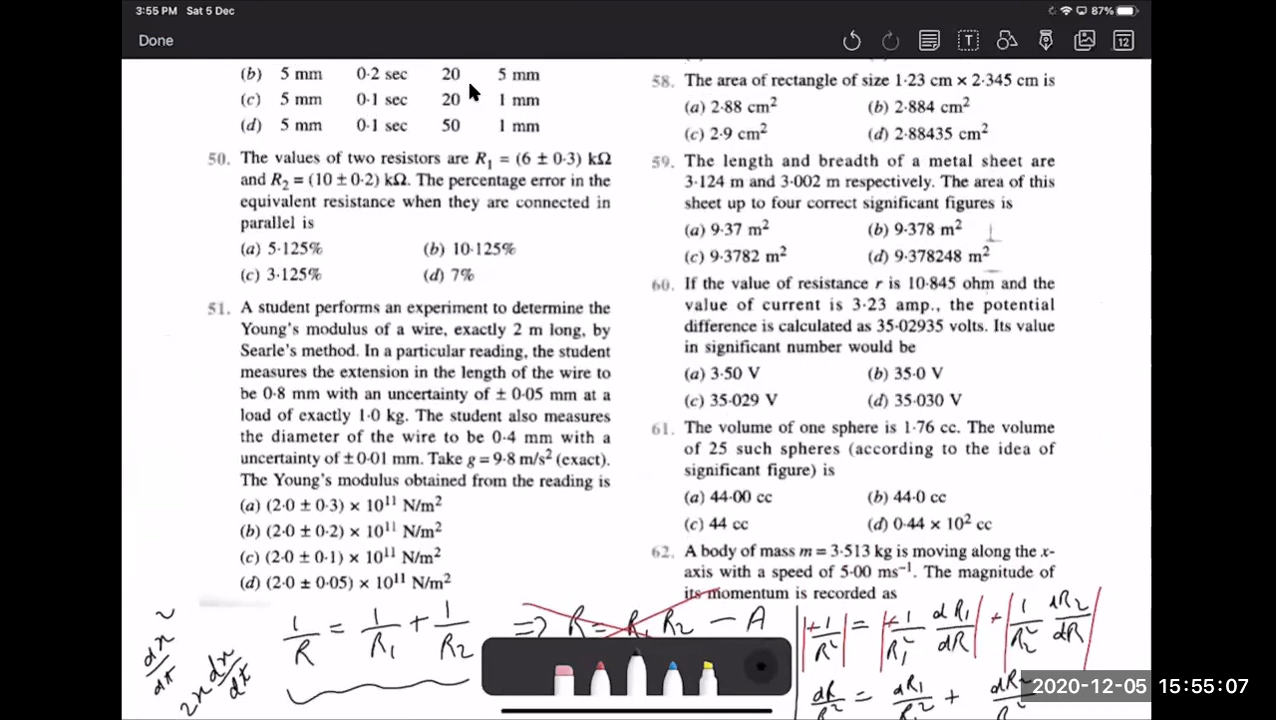 3:55 PM Sat 5 Dec
87%
Done
T
12
(b) 5 mm 0·2 sec 20 5 mm
(c) 5 mm 0·1 sec 20 1 mm
(d) 5 mm 0·1 sec 50 1 mm
50. The values of two resistors are R₁ = (6 ± 0·3) kΩ
and R₂ = (10 ± 0·2) kΩ. The percentage error in the
equivalent resistance when they are connected in
parallel is
(a) 5·125% (b) 10·125%
(c) 3·125% (d) 7%
51. A student performs an experiment to determine the
Young's modulus of a wire, exactly 2 m long, by
Searle's method. In a particular reading, the student
measures the extension in the length of the wire to
be 0·8 mm with an uncertainty of ± 0·05 mm at a
load of exactly 1·0 kg. The student also measures
the diameter of the wire to be 0·4 mm with a
uncertainty of ±0·01 mm. Take g = 9·8 m/s² (exact).
The Young's modulus obtained from the reading is
(a) (2·0 ± 0·3) × 10¹¹ N/m²
(b) (2·0 ± 0·2) × 10¹¹ N/m²
(c) (2·0 ± 0·1) × 10¹¹ N/m²
(d) (2·0 ± 0·05) × 10¹¹ N/m²
58. The area of rectangle of size 1·23 cm × 2·345 cm is
(a) 2·88 cm² (b) 2·884 cm²
(c) 2·9 cm² (d) 2·88435 cm²
59. The length and breadth of a metal sheet are
3·124 m and 3·002 m respectively. The area of this
sheet up to four correct significant figures is
(a) 9·37 m² (b) 9·378 m²
(c) 9·3782 m² (d) 9·378248 m²
60. If the value of resistance r is 10·845 ohm and the
value of current is 3·23 amp., the potential
difference is calculated as 35·02935 volts. Its value
in significant number would be
(a) 3·50 V (b) 35·0 V
(c) 35·029 V (d) 35·030 V
61. The volume of one sphere is 1·76 cc. The volume
of 25 such spheres (according to the idea of
significant figure) is
(a) 44·00 cc (b) 44·0 cc
(c) 44 cc (d) 0·44 × 10² cc
62. A body of mass m = 3·513 kg is moving along the x-
axis with a speed of 5·00 ms⁻¹. The magnitude of
its momentum is recorded as
dx/dt
2x dx/dt
1/R = 1/R₁ + 1/R₂ ⇒ R = R₁ R₂ − A
|+1/R²| = |+1/R₁² dR₁/dR| + |1/R₂² dR₂/dR|
2020-12-05 15:55:07